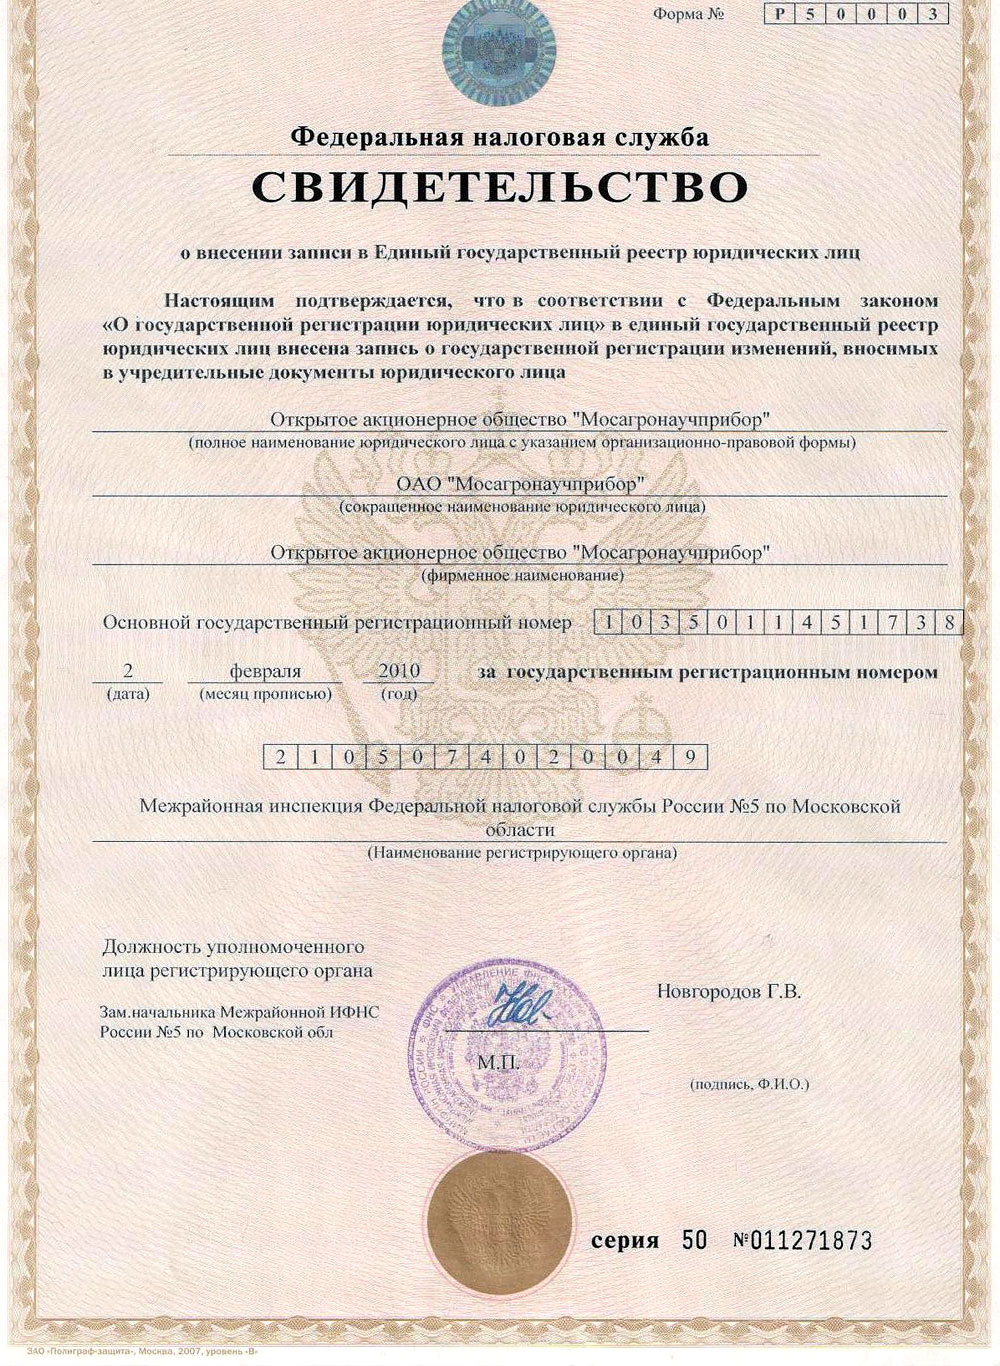 Форма № Р50003
Федеральная налоговая служба
СВИДЕТЕЛЬСТВО
о внесении записи в Единый государственный реестр юридических лиц
Настоящим подтверждается, что в соответствии с Федеральным законом
«О государственной регистрации юридических лиц» в единый государственный реестр
юридических лиц внесена запись о государственной регистрации изменений, вносимых
в учредительные документы юридического лица
Открытое акционерное общество "Мосагронаучприбор"
(полное наименование юридического лица с указанием организационно-правовой формы)
ОАО "Мосагронаучприбор"
(сокращенное наименование юридического лица)
Открытое акционерное общество "Мосагронаучприбор"
(фирменное наименование)
Основной государственный регистрационный номер 1035011451738
2 февраля 2010 за государственным регистрационным номером
(дата) (месяц прописью) (год)
2105074020049
Межрайонная инспекция Федеральной налоговой службы России №5 по Московской
области
(Наименование регистрирующего органа)
Должность уполномоченного
лица регистрирующего органа
Новгородов Г.В.
Зам.начальника Межрайонной ИФНС
России №5 по Московской обл
М.П.
(подпись, Ф.И.О.)
серия 50 №011271873
ЗАО «Полиграф-защита», Москва, 2007, уровень «В»